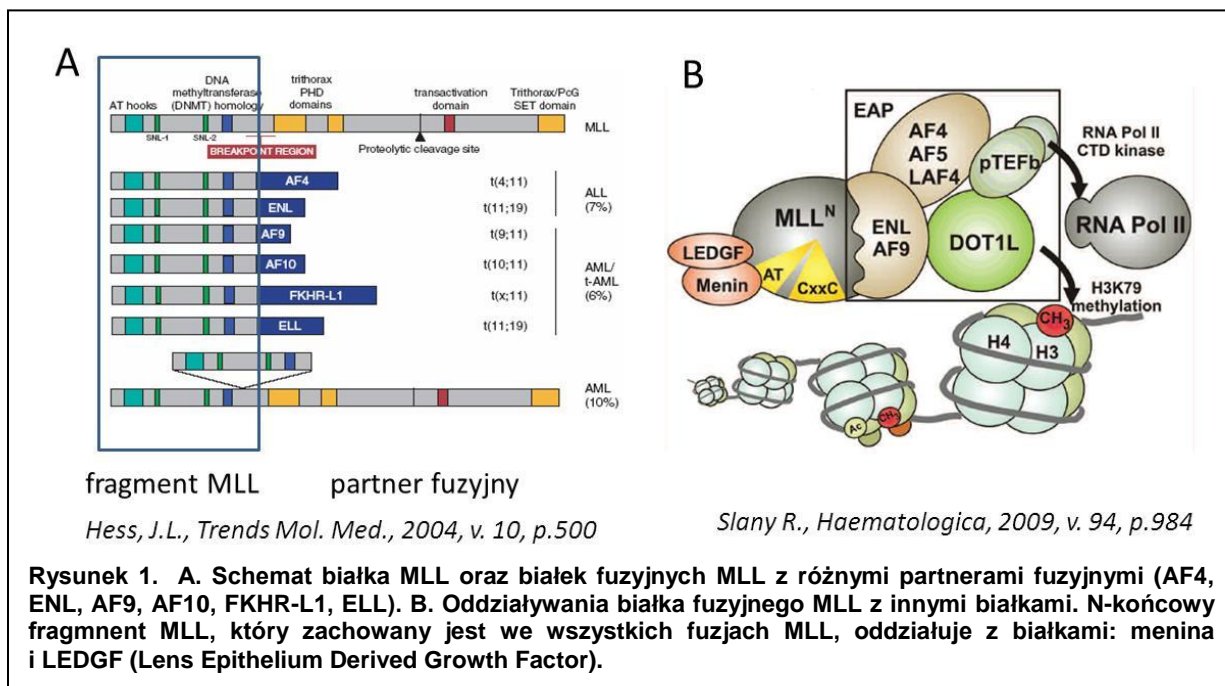 A
DNA
methyltransferase
(DNMT) homology
AT hooks
trithorax
PHD
domains
transactivation
domain
Trithorax/PcG
SET domain
SNL-1
SNL-2
MLL
BREAKPOINT REGION
Proteolytic cleavage site
AF4
t(4;11)
ENL
t(11;19)
ALL
(7%)
AF9
t(9;11)
AF10
t(10;11)
FKHR-L1
t(x;11)
ELL
t(11;19)
AML/
t-AML
(6%)
AML
(10%)
fragment MLL partner fuzyjny
Hess, J.L., Trends Mol. Med., 2004, v. 10, p.500
B
EAP
AF4
AF5
LAF4
pTEFb
RNA Pol II
CTD kinase
MLL N
ENL
AF9
DOT1L
RNA Pol II
LEDGF
Menin
AT
CxxC
H3K79
methylation
CH3
H4
H3
Ac
CH3
Slany R., Haematologica, 2009, v. 94, p.984
Rysunek 1. A. Schemat białka MLL oraz białek fuzyjnych MLL z różnymi partnerami fuzyjnymi (AF4,
ENL, AF9, AF10, FKHR-L1, ELL). B. Oddziaływania białka fuzyjnego MLL z innymi białkami. N-końcowy
fragmnent MLL, który zachowany jest we wszystkich fuzjach MLL, oddziałuje z białkami: menina
i LEDGF (Lens Epithelium Derived Growth Factor).